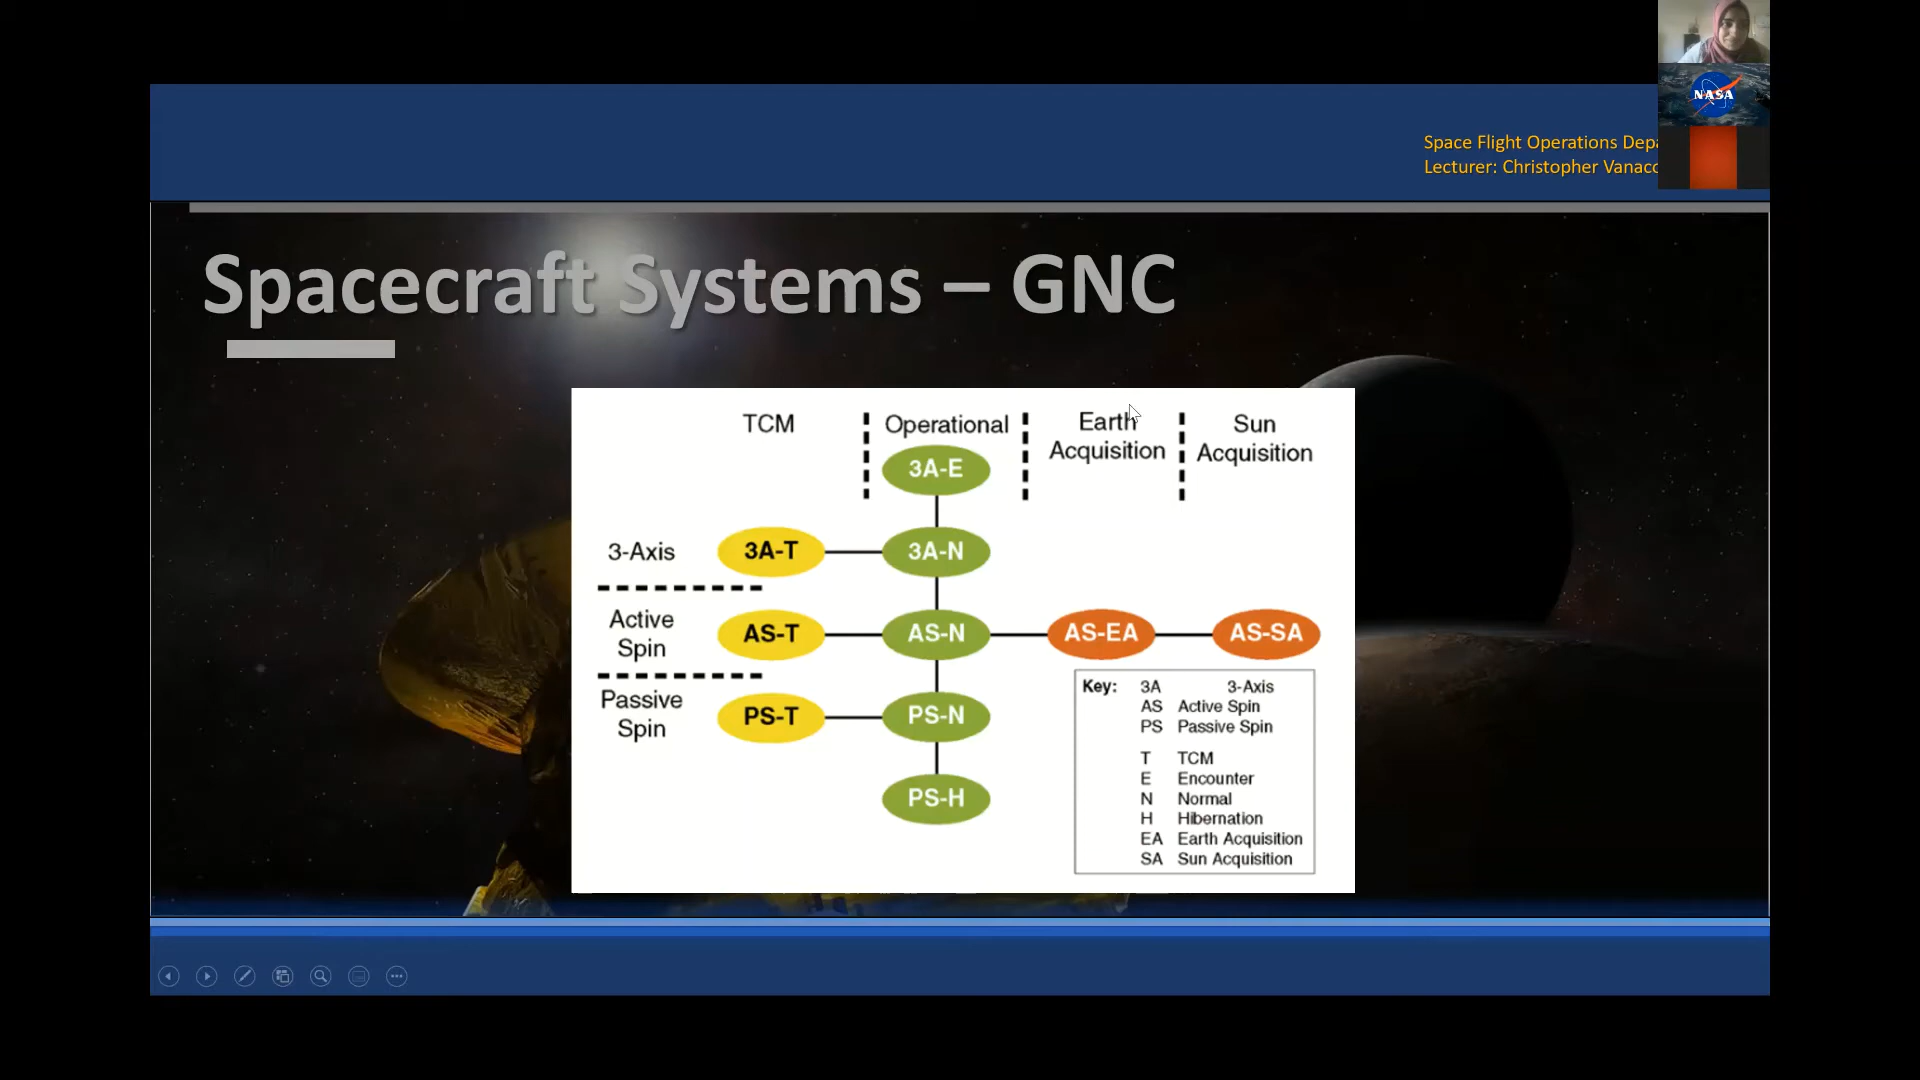 NASA
Space Flight Operations
Lecturer: Christopher
Spacecraft Systems – GNC
TCM
Operational
Earth
Acquisition
Sun
Acquisition
3A-E
3-Axis
3A-T
3A-N
Active
Spin
AS-T
AS-N
AS-EA
AS-SA
Passive
Spin
PS-T
PS-N
PS-H
Key: 3A 3-Axis
AS Active Spin
PS Passive Spin
T TCM
E Encounter
N Normal
H Hibernation
EA Earth Acquisition
SA Sun Acquisition